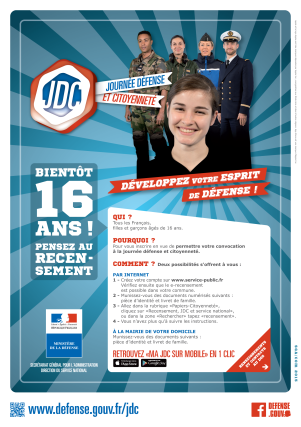 JDC
JOURNÉE DÉFENSE
ET CITOYENNETÉ
DÉVELOPPEZ VOTRE ESPRIT
DE DÉFENSE !
BIENTÔT
16
ANS !
PENSEZ AU
RECEN-
SEMENT
QUI ?
Tous les Français,
filles et garçons âgés de 16 ans.
POURQUOI ?
Pour vous inscrire en vue de permettre votre convocation
à la journée défense et citoyenneté.
COMMENT ? Deux possibilités s'offrent à vous :
PAR INTERNET
1 - Créez votre compte sur www.service-public.fr
Vérifiez ensuite que le e-recensement
est possible dans votre commune.
2 - Munissez-vous des documents numérisés suivants :
pièce d'identité et livret de famille.
3 - Allez dans la rubrique «Papiers-Citoyenneté»,
cliquez sur «Recensement, JDC et service national»,
ou dans la zone «Rechercher» tapez «recensement».
4 - Vous n'avez plus qu'à suivre les instructions.
À LA MAIRIE DE VOTRE DOMICILE
Munissez-vous des documents suivants :
pièce d'identité, livret de famille.
RETROUVEZ «MA JDC SUR MOBILE» EN 1 CLIC
App Store
Google play
MINISTÈRE
DE LA DÉFENSE
SECRÉTARIAT GÉNÉRAL POUR L'ADMINISTRATION
DIRECTION DU SERVICE NATIONAL
www.defense.gouv.fr/jdc
DEFENSE
.GOUV.FR